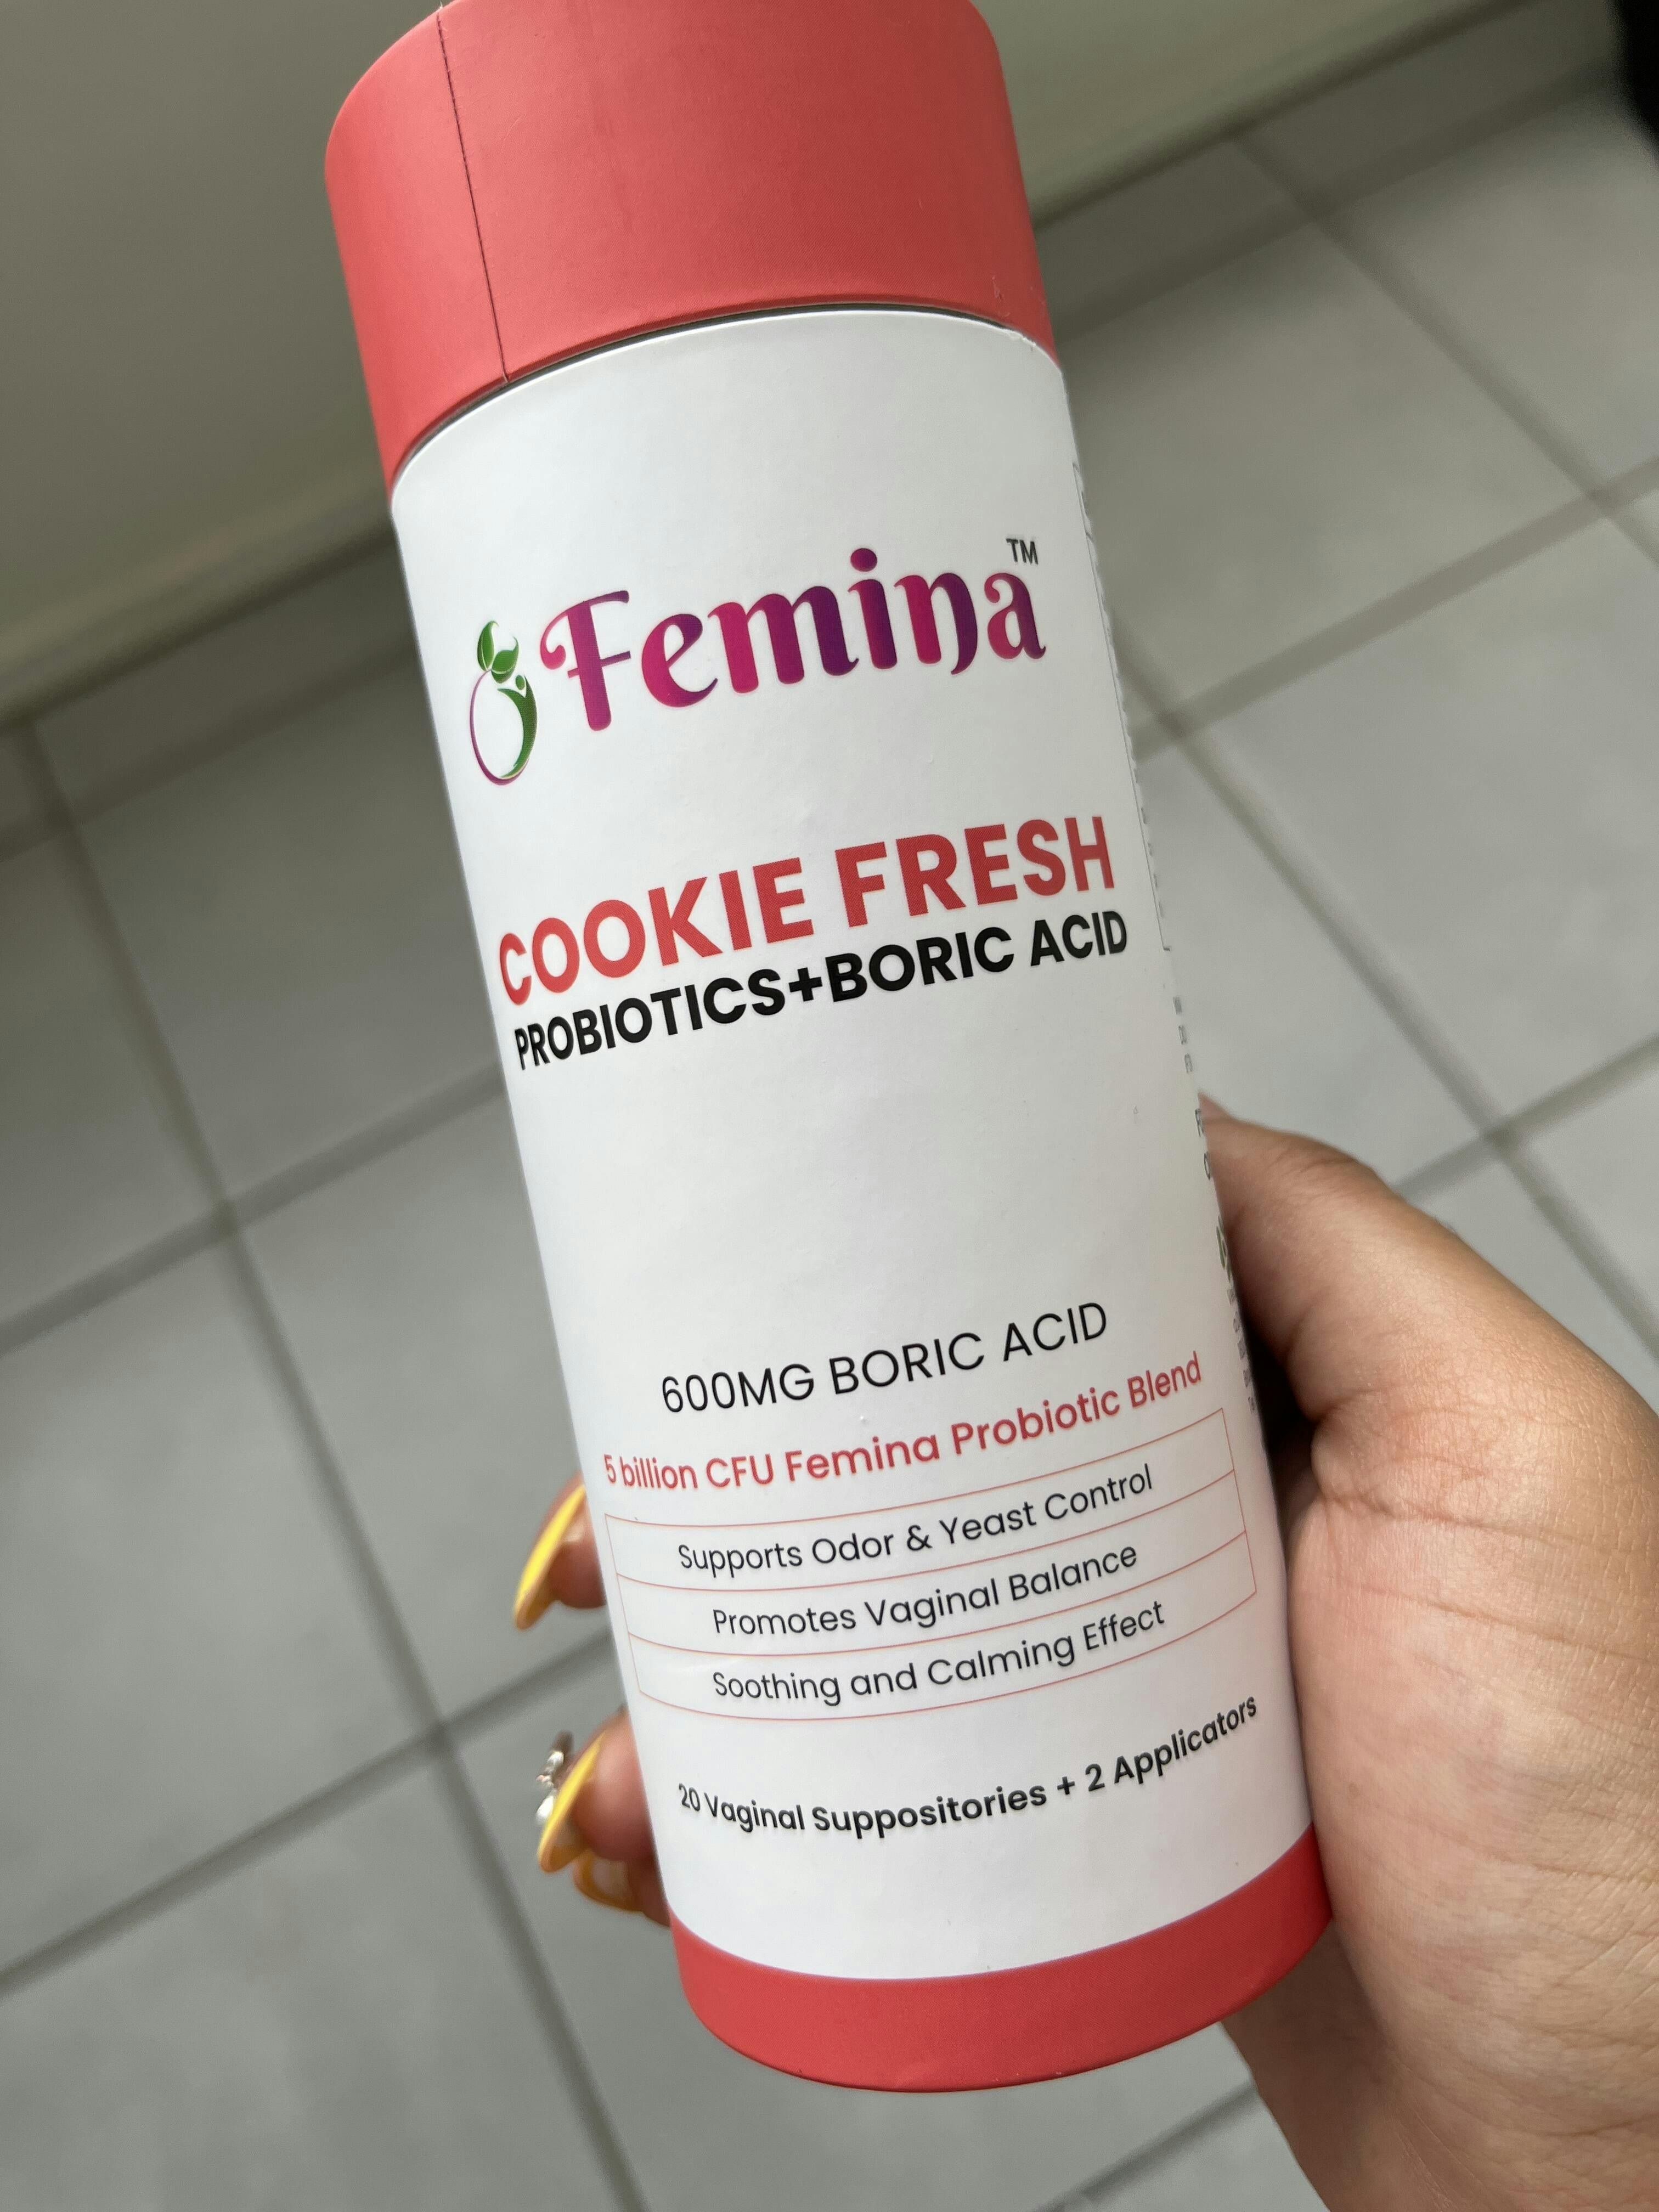 Femina™
COOKIE FRESH
PROBIOTICS+BORIC ACID
600MG BORIC ACID
5 billion CFU Femina Probiotic Blend
Supports Odor & Yeast Control
Promotes Vaginal Balance
Soothing and Calming Effect
20 Vaginal Suppositories + 2 Applicators